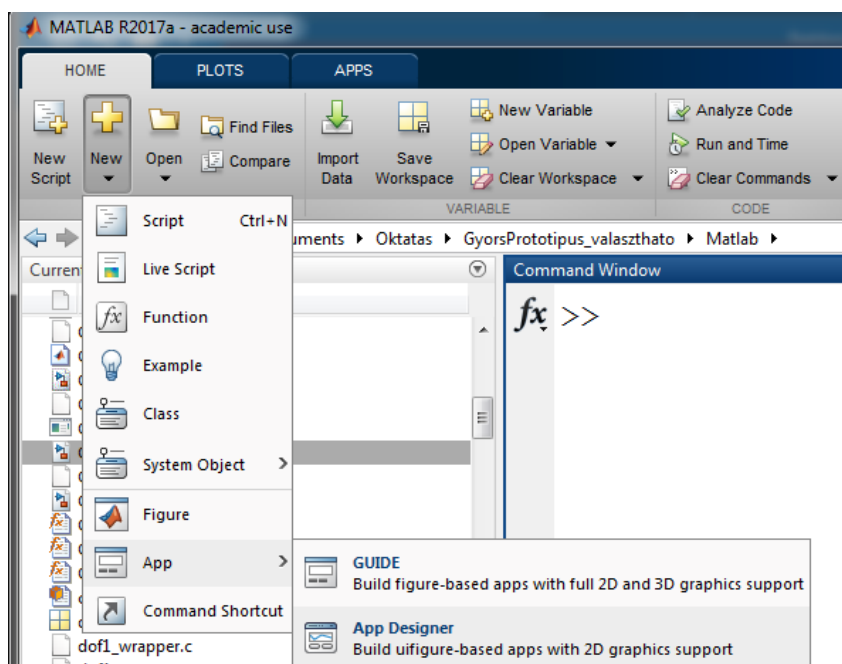 MATLAB R2017a - academic use
HOME PLOTS APPS
New Script
New
Open
Find Files
Compare
Import Data
Save Workspace
New Variable
Open Variable
Clear Workspace
Analyze Code
Run and Time
Clear Commands
VARIABLE CODE
uments Oktatas GyorsPrototipus_valaszthato Matlab
Curren
Command Window
fx >>
Script Ctrl+N
Live Script
fx Function
Example
Class
System Object
Figure
App
Command Shortcut
GUIDE
Build figure-based apps with full 2D and 3D graphics support
App Designer
Build uifigure-based apps with 2D graphics support
dof1_wrapper.c